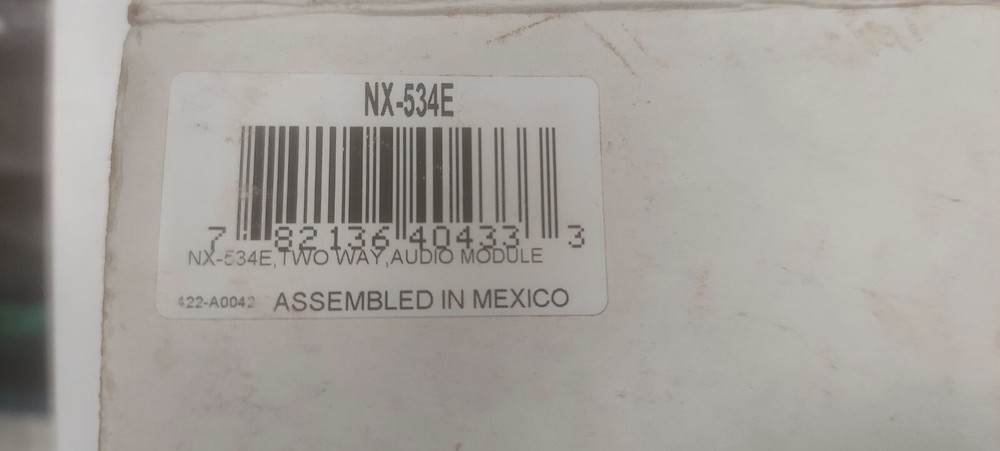 NX-534E
7 82136 40433 3
NX-534E,TWO WAY,AUDIO MODULE
422-A0042 ASSEMBLED IN MEXICO